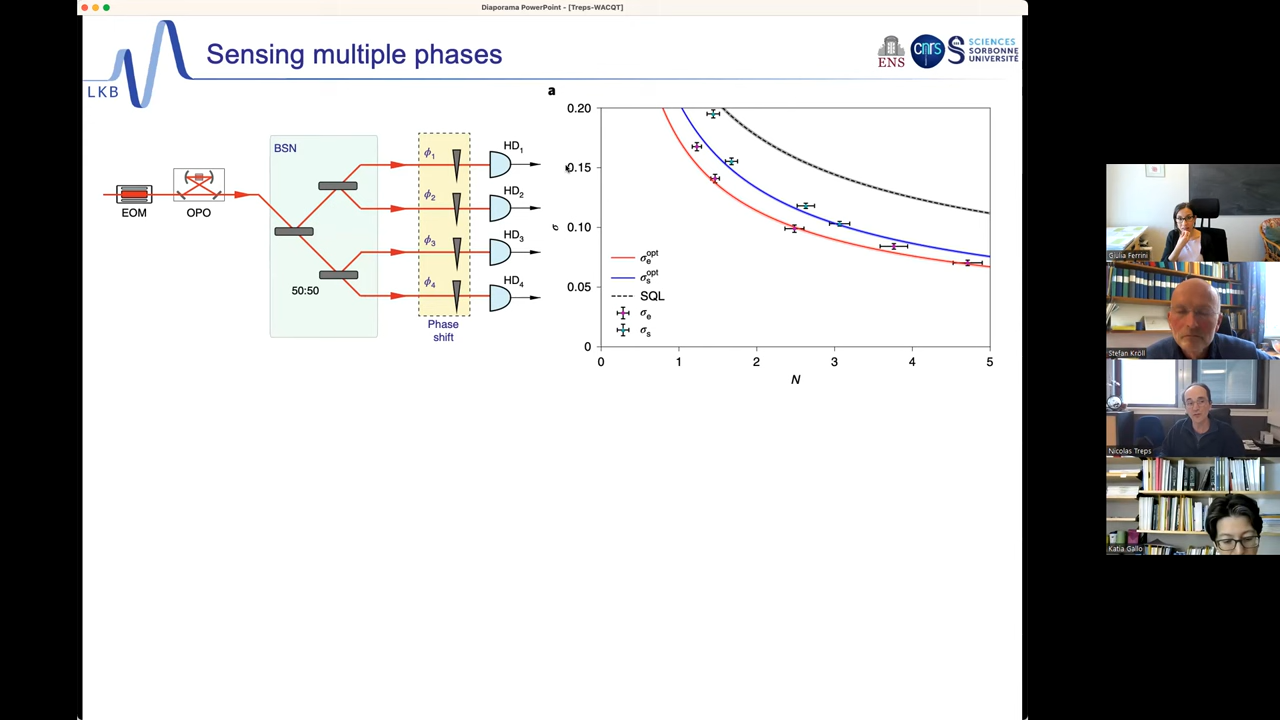 Diaporama PowerPoint - [Treps-WACQT]
LKB
Sensing multiple phases
ENS
cnrs
SCIENCES
SORBONNE
UNIVERSITÉ
EOM
OPO
BSN
50:50
ϕ1
ϕ2
ϕ3
ϕ4
Phase
shift
HD1
HD2
HD3
HD4
a
0.20
0.15
0.10
0.05
0
σ
σe opt
σs opt
SQL
σe
σs
0 1 2 3 4 5
N
Giulia Ferrini
Stefan Kröll
Nicolas Treps
Katia Gallo